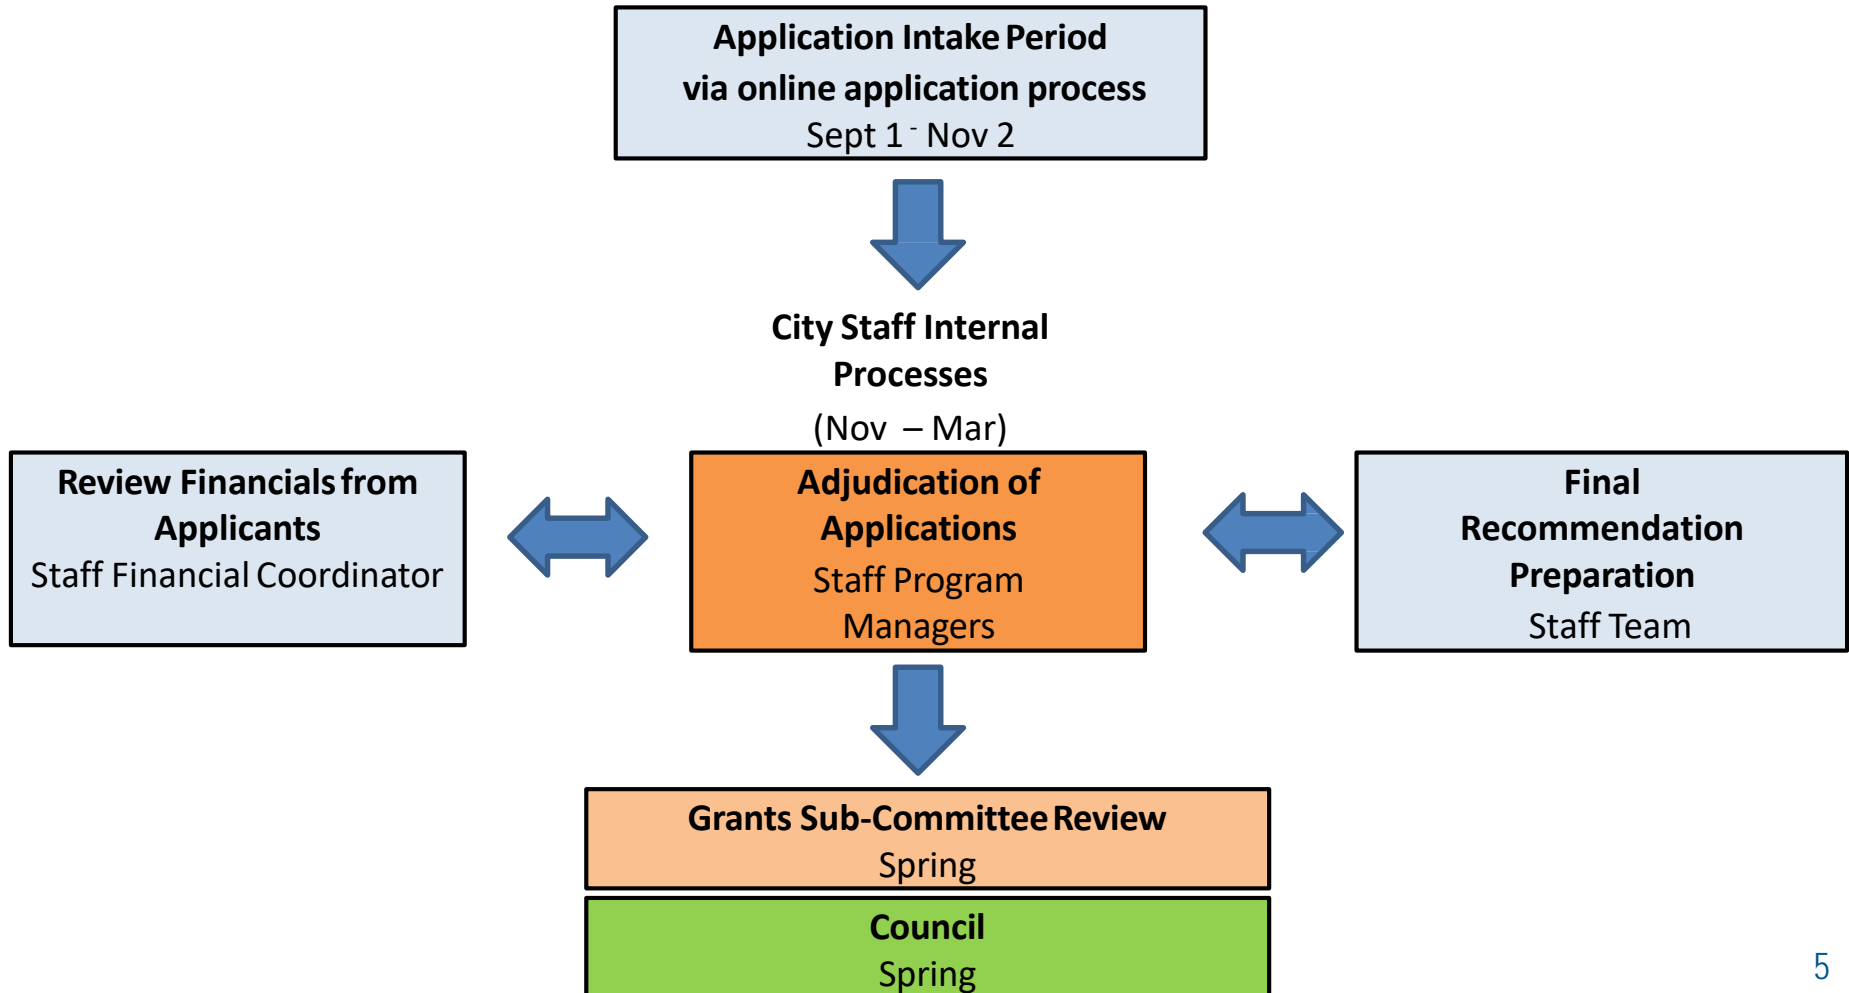 Application Intake Period
via online application process
Sept 1 - Nov 2
City Staff Internal
Processes
(Nov – Mar)
Review Financials from
Applicants
Staff Financial Coordinator
Adjudication of
Applications
Staff Program
Managers
Final
Recommendation
Preparation
Staff Team
Grants Sub-Committee Review
Spring
Council
Spring
5